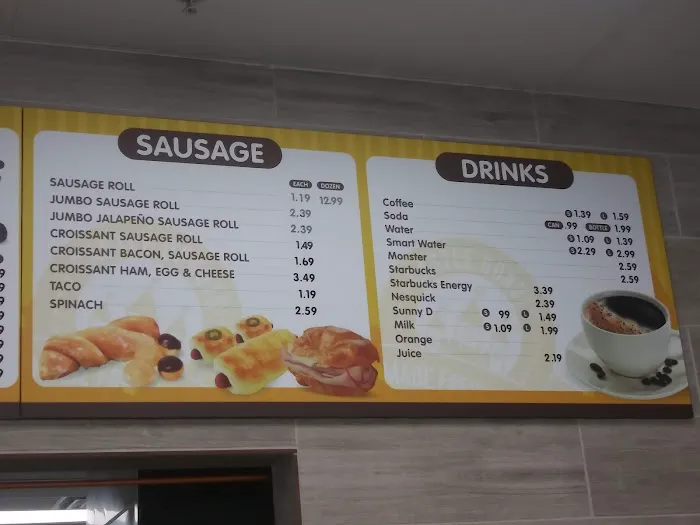 SAUSAGE
EACH DOZEN
SAUSAGE ROLL 1.19 12.99
JUMBO SAUSAGE ROLL 2.39
JUMBO JALAPEÑO SAUSAGE ROLL 2.39
CROISSANT SAUSAGE ROLL 1.49
CROISSANT BACON, SAUSAGE ROLL 1.69
CROISSANT HAM, EGG & CHEESE 3.49
TACO 1.19
SPINACH 2.59
DRINKS
Coffee S 1.39 L 1.59
Soda CAN .99 BOTTLE 1.99
Water S 1.09 L 1.39
Smart Water S 2.29 L 2.99
Monster 2.59
Starbucks 2.59
Starbucks Energy 3.39
Nesquick 2.39
Sunny D S 99 L 1.49
Milk S 1.09 L 1.99
Orange
Juice 2.19